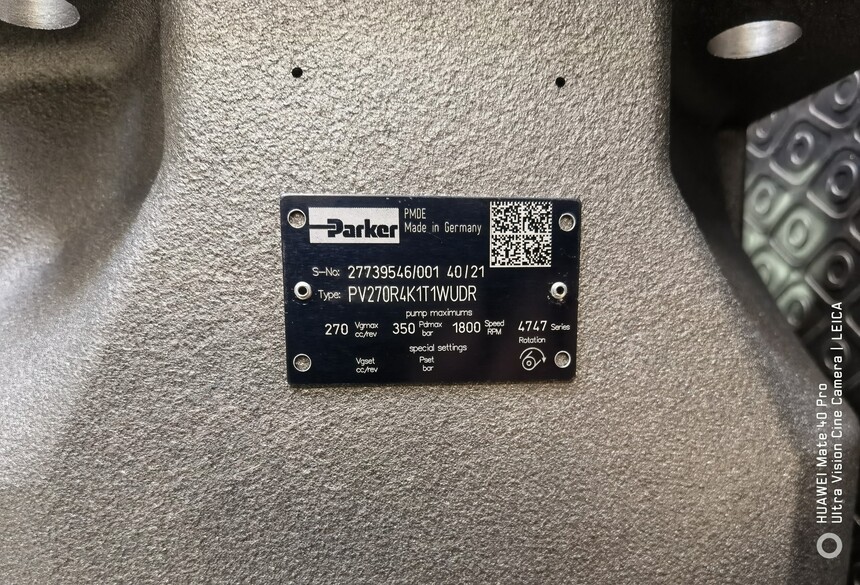 Parker
PMDE
Made in Germany
S-No: 27739546/001 40/21
Type: PV270R4K1T1WUDR
pump maximums
270 Vgmax cc/rev 350 Pdmax bar 1800 Speed RPM 4747 Series
Rotation
special settings
Vgset cc/rev Pset bar
HUAWEI Mate 40 Pro
Ultra Vision Cine Camera | LEICA